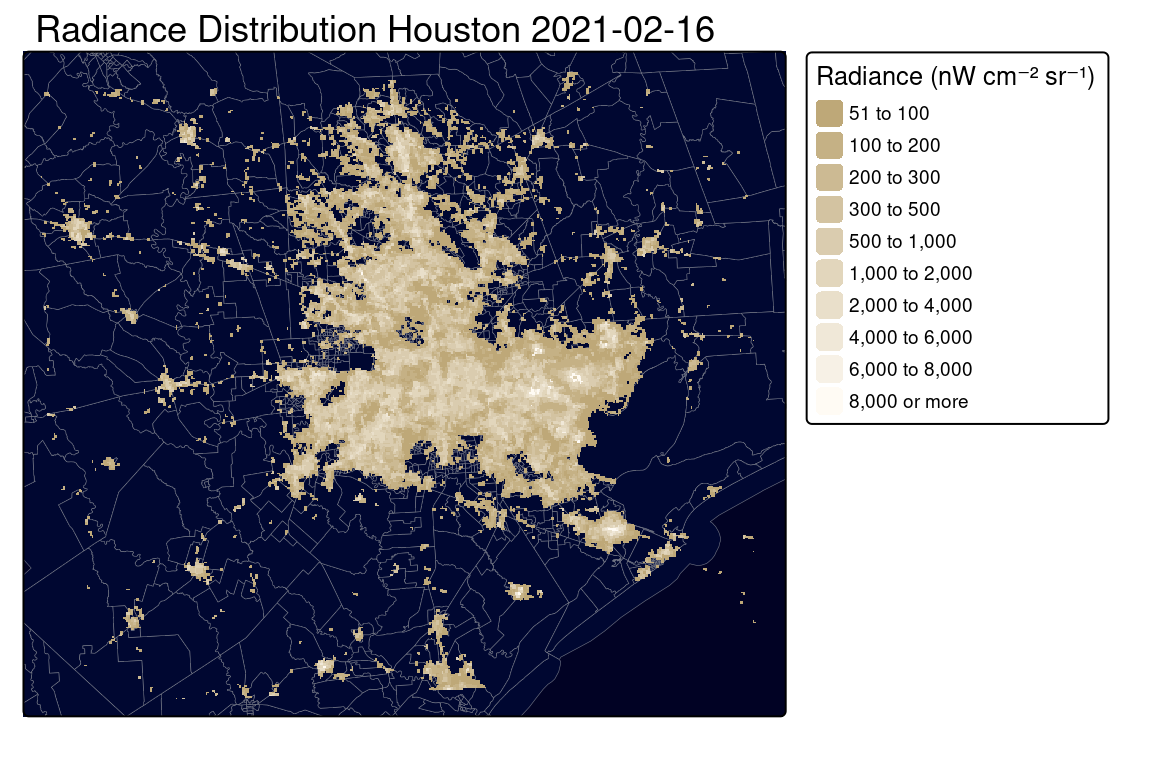 Radiance Distribution Houston 2021-02-16
Radiance (nW cm⁻² sr⁻¹)
51 to 100
100 to 200
200 to 300
300 to 500
500 to 1,000
1,000 to 2,000
2,000 to 4,000
4,000 to 6,000
6,000 to 8,000
8,000 or more